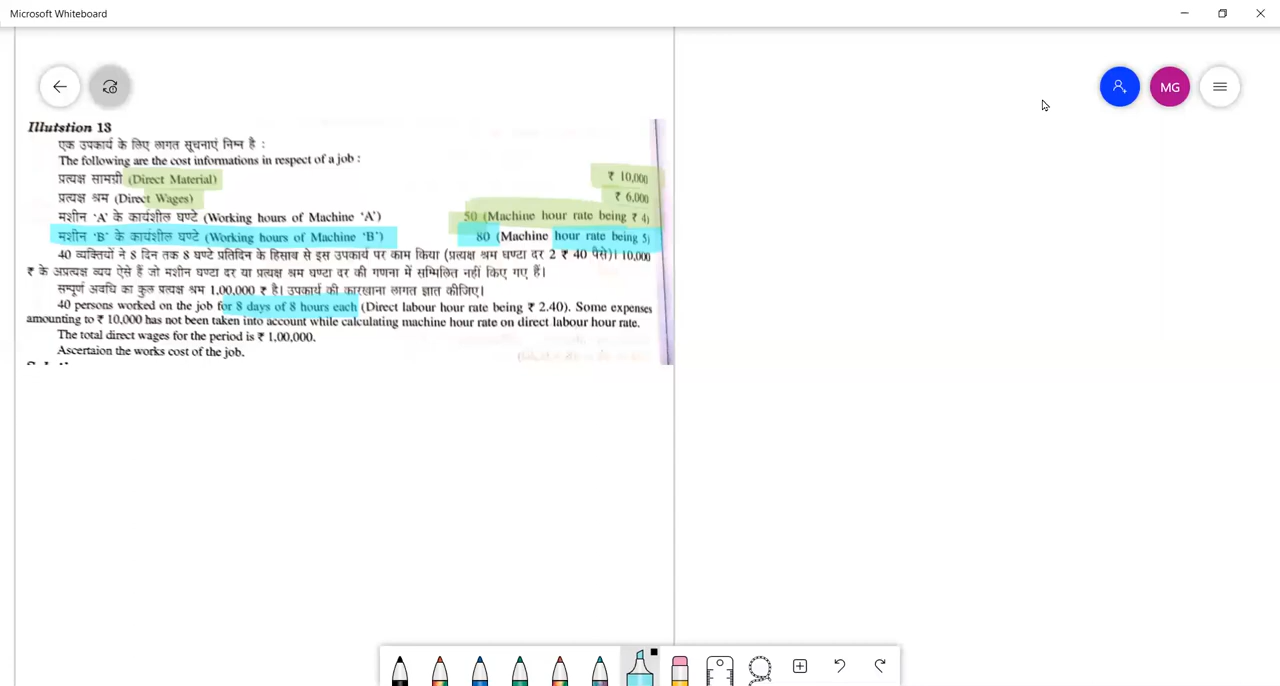 Microsoft Whiteboard
MG
Illutstion 13
एक उपकार्य के लिए लागत सूचनाएं निम्न है :
The following are the cost informations in respect of a job :
प्रत्यक्ष सामग्री (Direct Material) ₹ 10,000
प्रत्यक्ष श्रम (Direct Wages) ₹ 6,000
मशीन 'A' के कार्यशील घण्टे (Working hours of Machine 'A') 50 (Machine hour rate being ₹ 4)
मशीन 'B' के कार्यशील घण्टे (Working hours of Machine 'B') 80 (Machine hour rate being 5)
40 व्यक्तियों ने 8 दिन तक 8 घण्टे प्रतिदिन के हिसाब से इस उपकार्य पर काम किया (प्रत्यक्ष श्रम घण्टा दर 2 ₹ 40 पैसे)। 10,000
₹ के अप्रत्यक्ष व्यय ऐसे हैं जो मशीन घण्टा दर या प्रत्यक्ष श्रम घण्टा दर की गणना में सम्मिलित नहीं किए गए हैं।
सम्पूर्ण अवधि का कुल प्रत्यक्ष श्रम 1,00,000 ₹ है। उपकार्य की कारखाना लागत ज्ञात कीजिए।
40 persons worked on the job for 8 days of 8 hours each (Direct labour hour rate being ₹ 2.40). Some expenses
amounting to ₹ 10,000 has not been taken into account while calculating machine hour rate on direct labour hour rate.
The total direct wages for the period is ₹ 1,00,000.
Ascertaion the works cost of the job.